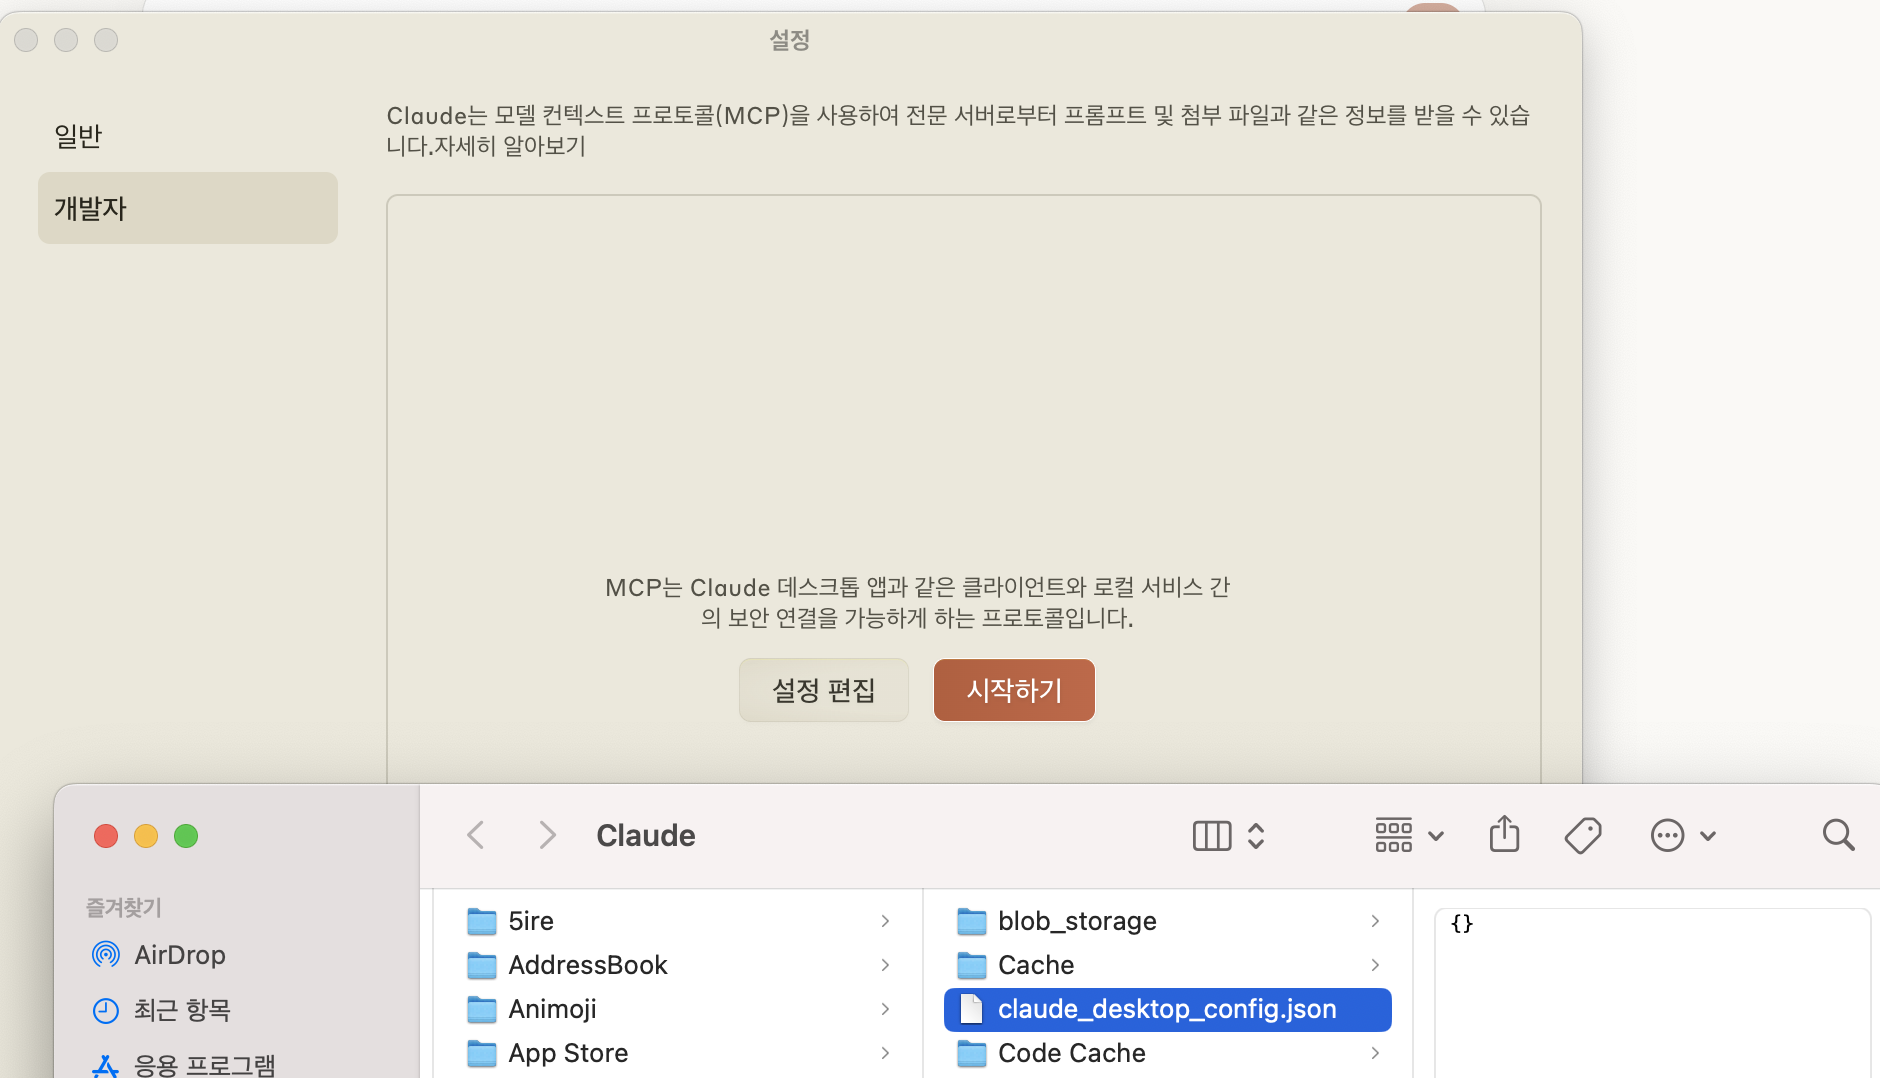 설정
일반
개발자
Claude는 모델 컨텍스트 프로토콜(MCP)을 사용하여 전문 서버로부터 프롬프트 및 첨부 파일과 같은 정보를 받을 수 있습
니다.자세히 알아보기
MCP는 Claude 데스크톱 앱과 같은 클라이언트와 로컬 서비스 간
의 보안 연결을 가능하게 하는 프로토콜입니다.
설정 편집
시작하기
Claude
즐겨찾기
AirDrop
최근 항목
응용 프로그램
5ire
AddressBook
Animoji
App Store
blob_storage
Cache
claude_desktop_config.json
Code Cache
{}